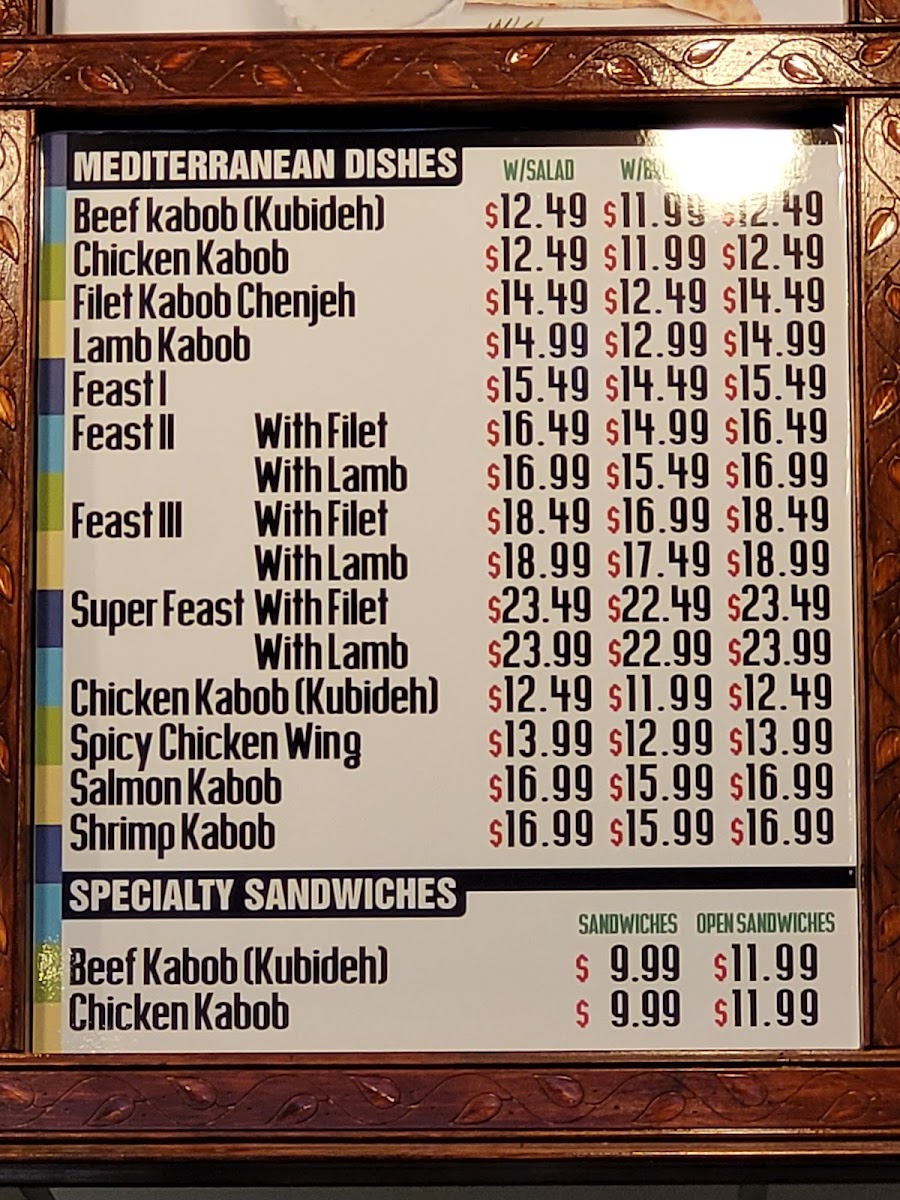 MEDITERRANEAN DISHES W/SALAD
Beef kabob (Kubideh) $12.49 $11.99 $12.49
Chicken Kabob $12.49 $11.99 $12.49
Filet Kabob Chenjeh $14.49 $12.49 $14.49
Lamb Kabob $14.99 $12.99 $14.99
Feast I $15.49 $14.49 $15.49
Feast II With Filet $16.49 $14.99 $16.49
With Lamb $16.99 $15.49 $16.99
Feast III With Filet $18.49 $16.99 $18.49
With Lamb $18.99 $17.49 $18.99
Super Feast With Filet $23.49 $22.49 $23.49
With Lamb $23.99 $22.99 $23.99
Chicken Kabob (Kubideh) $12.49 $11.99 $12.49
Spicy Chicken Wing $13.99 $12.99 $13.99
Salmon Kabob $16.99 $15.99 $16.99
Shrimp Kabob $16.99 $15.99 $16.99
SPECIALTY SANDWICHES
SANDWICHES OPEN SANDWICHES
Beef Kabob (Kubideh) $ 9.99 $11.99
Chicken Kabob $ 9.99 $11.99